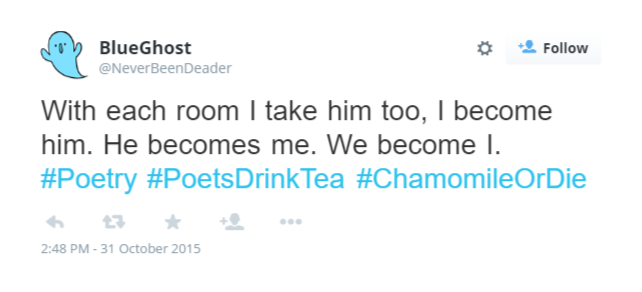 BlueGhost
@NeverBeenDeader
Follow
With each room I take him too, I become
him. He becomes me. We become I.
#Poetry #PoetsDrinkTea #ChamomileOrDie
2:48 PM - 31 October 2015